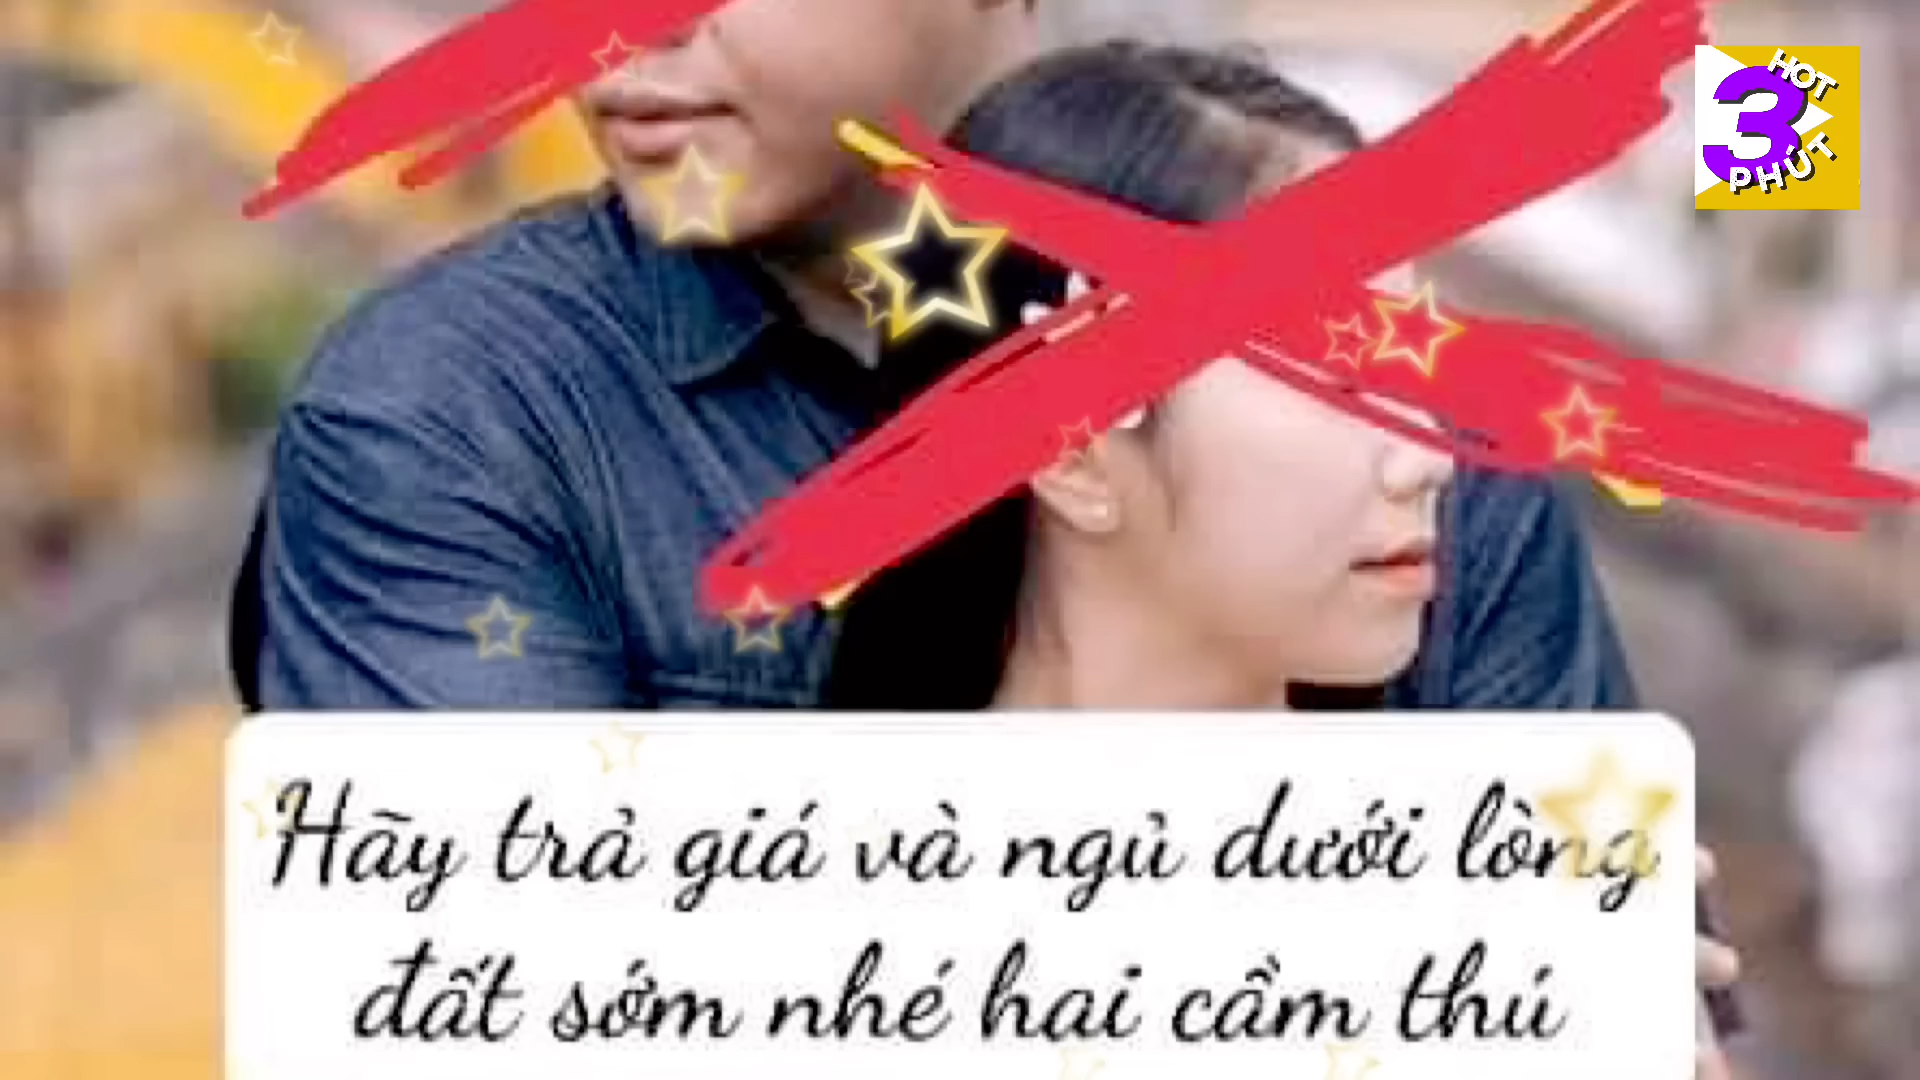 HOT
3
PHÚT
Hãy trả giá và ngủ dưới lòng
đất sớm nhé hai cầm thú